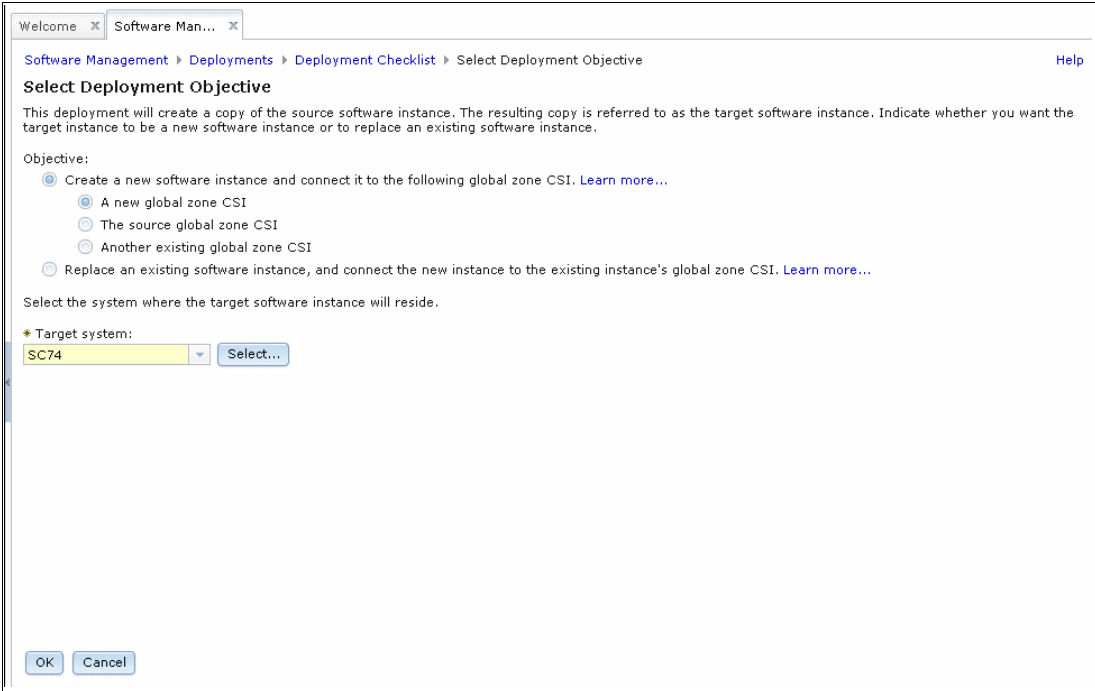 Welcome X Software Man... X
Software Management Deployments Deployment Checklist Select Deployment Objective Help
Select Deployment Objective
This deployment will create a copy of the source software instance. The resulting copy is referred to as the target software instance. Indicate whether you want the
target instance to be a new software instance or to replace an existing software instance.
Objective:
Create a new software instance and connect it to the following global zone CSI. Learn more...
A new global zone CSI
The source global zone CSI
Another existing global zone CSI
Replace an existing software instance, and connect the new instance to the existing instance's global zone CSI. Learn more...
Select the system where the target software instance will reside.
* Target system:
SC74 Select...
OK Cancel